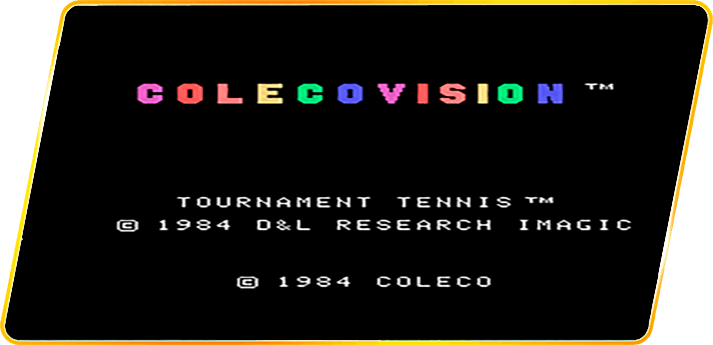 COLECOVISION™
TOURNAMENT TENNIS™
© 1984 D&L RESEARCH IMAGIC
© 1984 COLECO